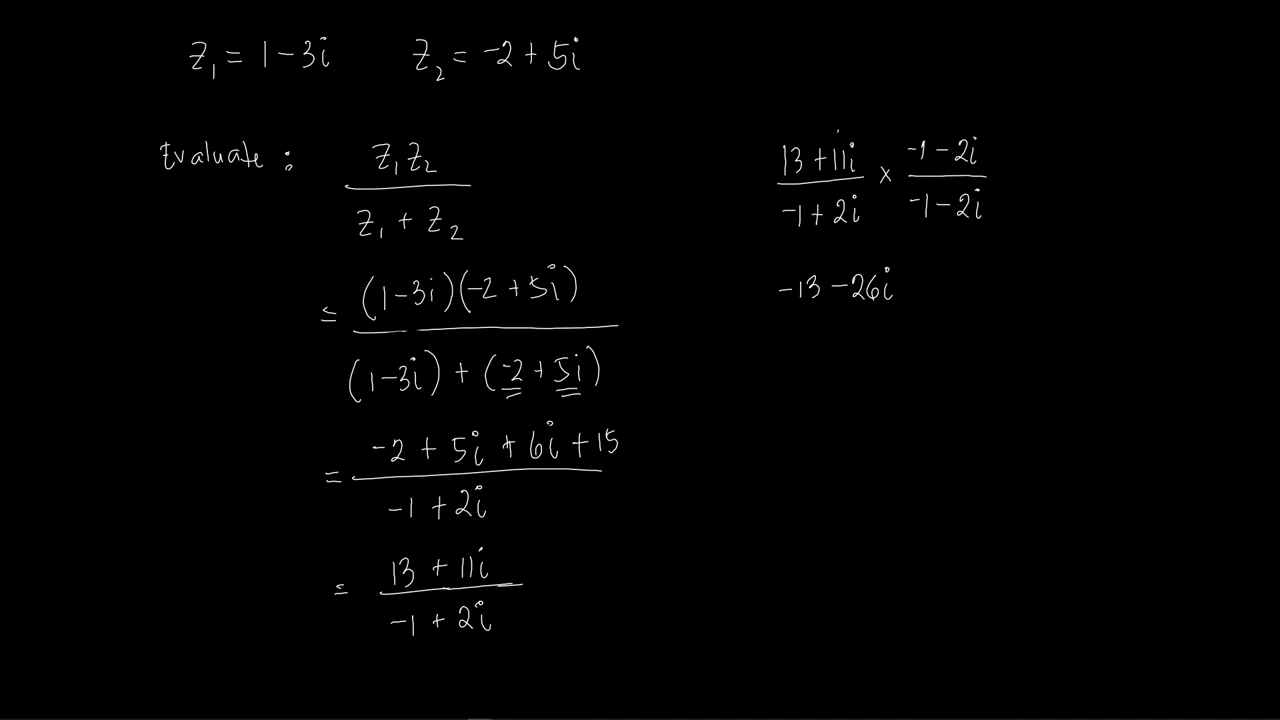 Z₁ = 1 - 3i Z₂ = -2 + 5i
Evaluate :
Z₁Z₂
Z₁ + Z₂
= (1-3i)(-2 + 5i)
(1-3i) + (-2 + 5i)
= -2 + 5i + 6i + 15
-1 + 2i
= 13 + 11i
-1 + 2i
13 + 11i × -1 - 2i
-1 + 2i -1 - 2i
-13 - 26i